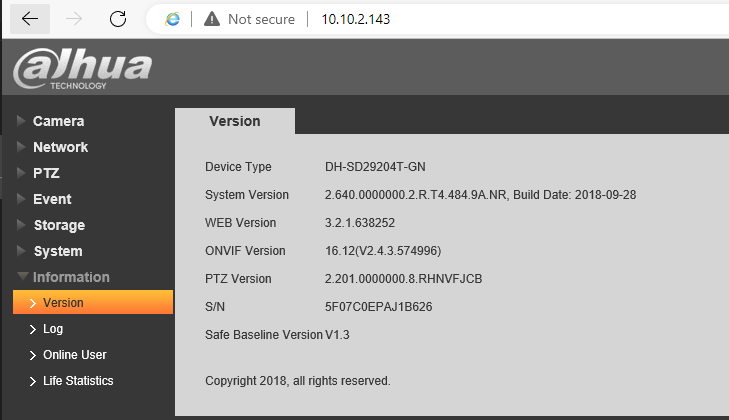 Not secure 10.10.2.143
alhua
TECHNOLOGY
Camera
Network
PTZ
Event
Storage
System
Information
Version
Log
Online User
Life Statistics
Version
Device Type DH-SD29204T-GN
System Version 2.640.0000000.2.R.T4.484.9A.NR, Build Date: 2018-09-28
WEB Version 3.2.1.638252
ONVIF Version 16.12(V2.4.3.574996)
PTZ Version 2.201.0000000.8.RHNVFJCB
S/N 5F07C0EPAJ1B626
Safe Baseline Version V1.3
Copyright 2018, all rights reserved.